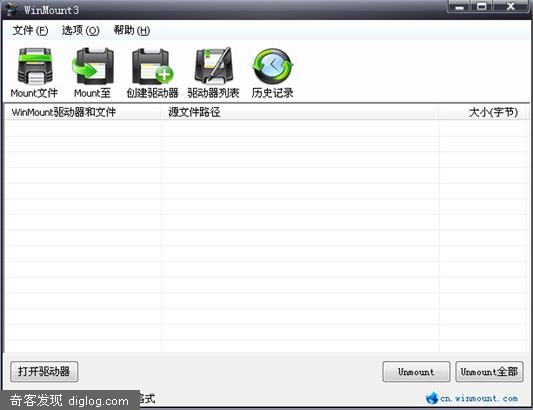 WinMount3
文件(F) 选项(O) 帮助(H)
Mount文件 Mount至 创建驱动器 驱动器列表 历史记录
WinMount驱动器和文件 源文件路径 大小(字节)
打开驱动器 Unmount Unmount全部
奇客发现 diglog.com 格式 cn.winmount.com